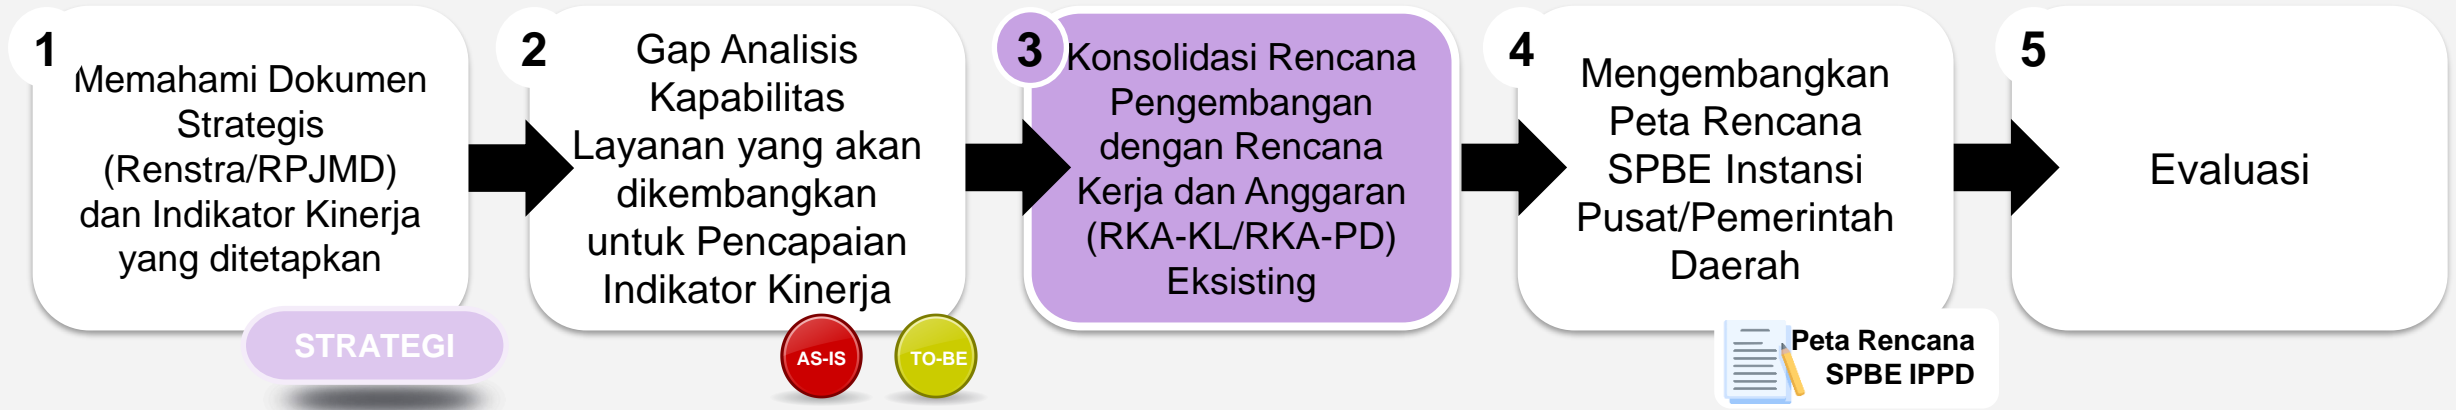 1
Memahami Dokumen
Strategis
(Renstra/RPJMD)
dan Indikator Kinerja
yang ditetapkan
STRATEGI
2
Gap Analisis
Kapabilitas
Layanan yang akan
dikembangkan
untuk Pencapaian
Indikator Kinerja
AS-IS
TO-BE
3
Konsolidasi Rencana
Pengembangan
dengan Rencana
Kerja dan Anggaran
(RKA-KL/RKA-PD)
Eksisting
4
Mengembangkan
Peta Rencana
SPBE Instansi
Pusat/Pemerintah
Daerah
Peta Rencana
SPBE IPPD
5
Evaluasi